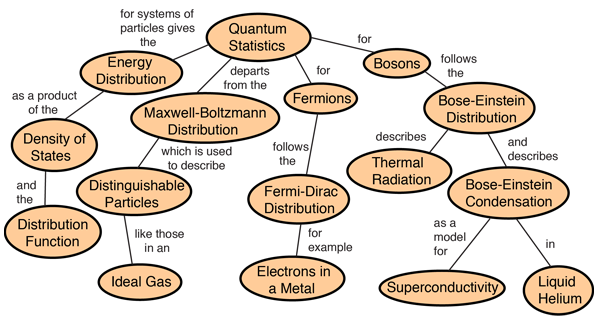 for systems of
particles gives
the
Quantum
Statistics
for
Bosons
follows
the
Energy
Distribution
departs
from the
for
Fermions
as a product
of the
Maxwell-Boltzmann
Distribution
Bose-Einstein
Distribution
Density of
States
which is used
to describe
follows
the
describes
and
describes
Thermal
Radiation
and
the
Distinguishable
Particles
Fermi-Dirac
Distribution
Bose-Einstein
Condensation
Distribution
Function
like those
in an
for
example
as a
model
for
in
Ideal Gas
Electrons in
a Metal
Superconductivity
Liquid
Helium